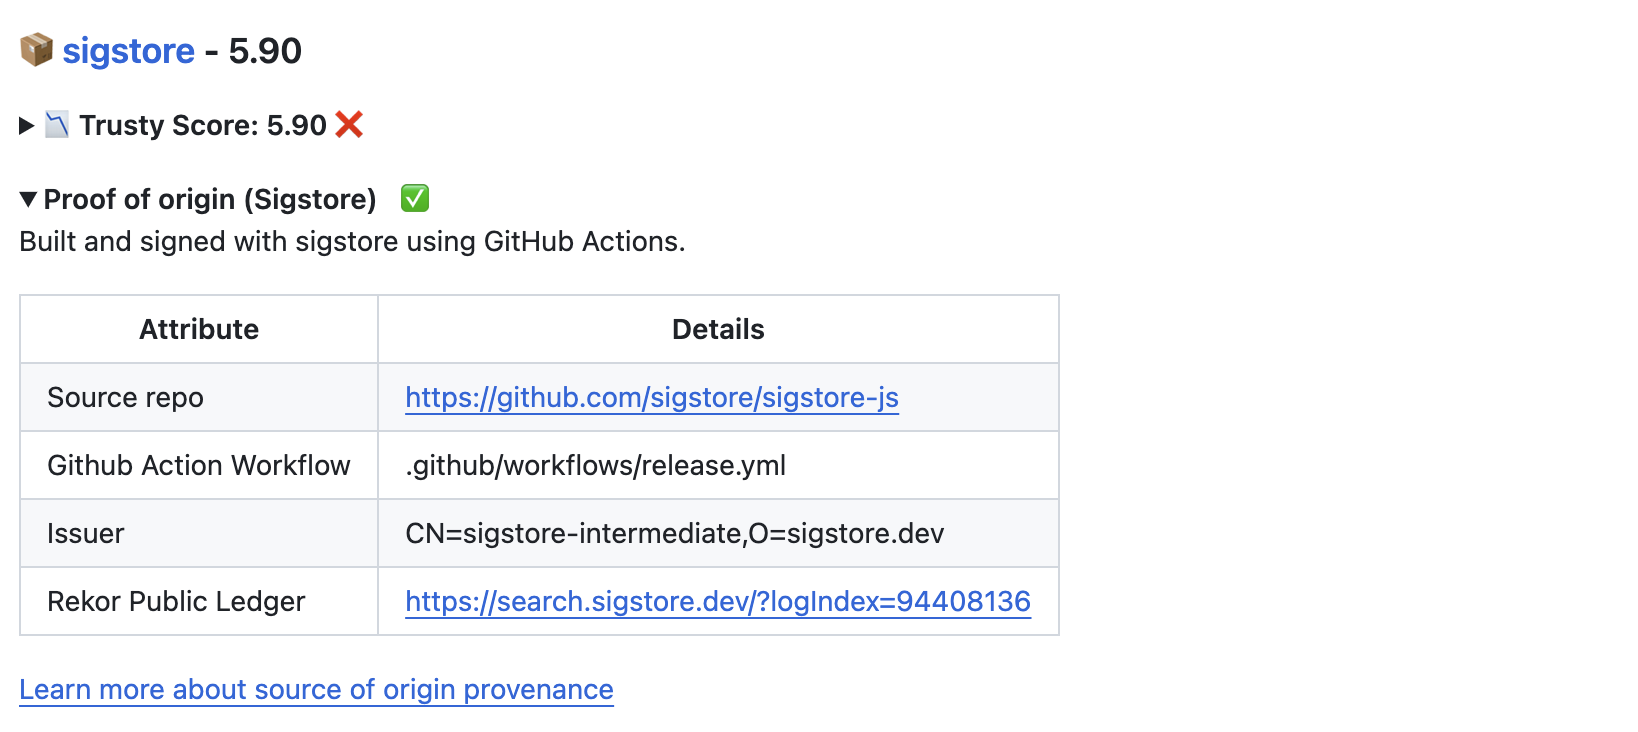 📦 sigstore - 5.90
▶ 📉 Trusty Score: 5.90 ❌
▼ Proof of origin (Sigstore) ✅
Built and signed with sigstore using GitHub Actions.
Attribute Details
Source repo https://github.com/sigstore/sigstore-js
Github Action Workflow .github/workflows/release.yml
Issuer CN=sigstore-intermediate,O=sigstore.dev
Rekor Public Ledger https://search.sigstore.dev/?logIndex=94408136
Learn more about source of origin provenance